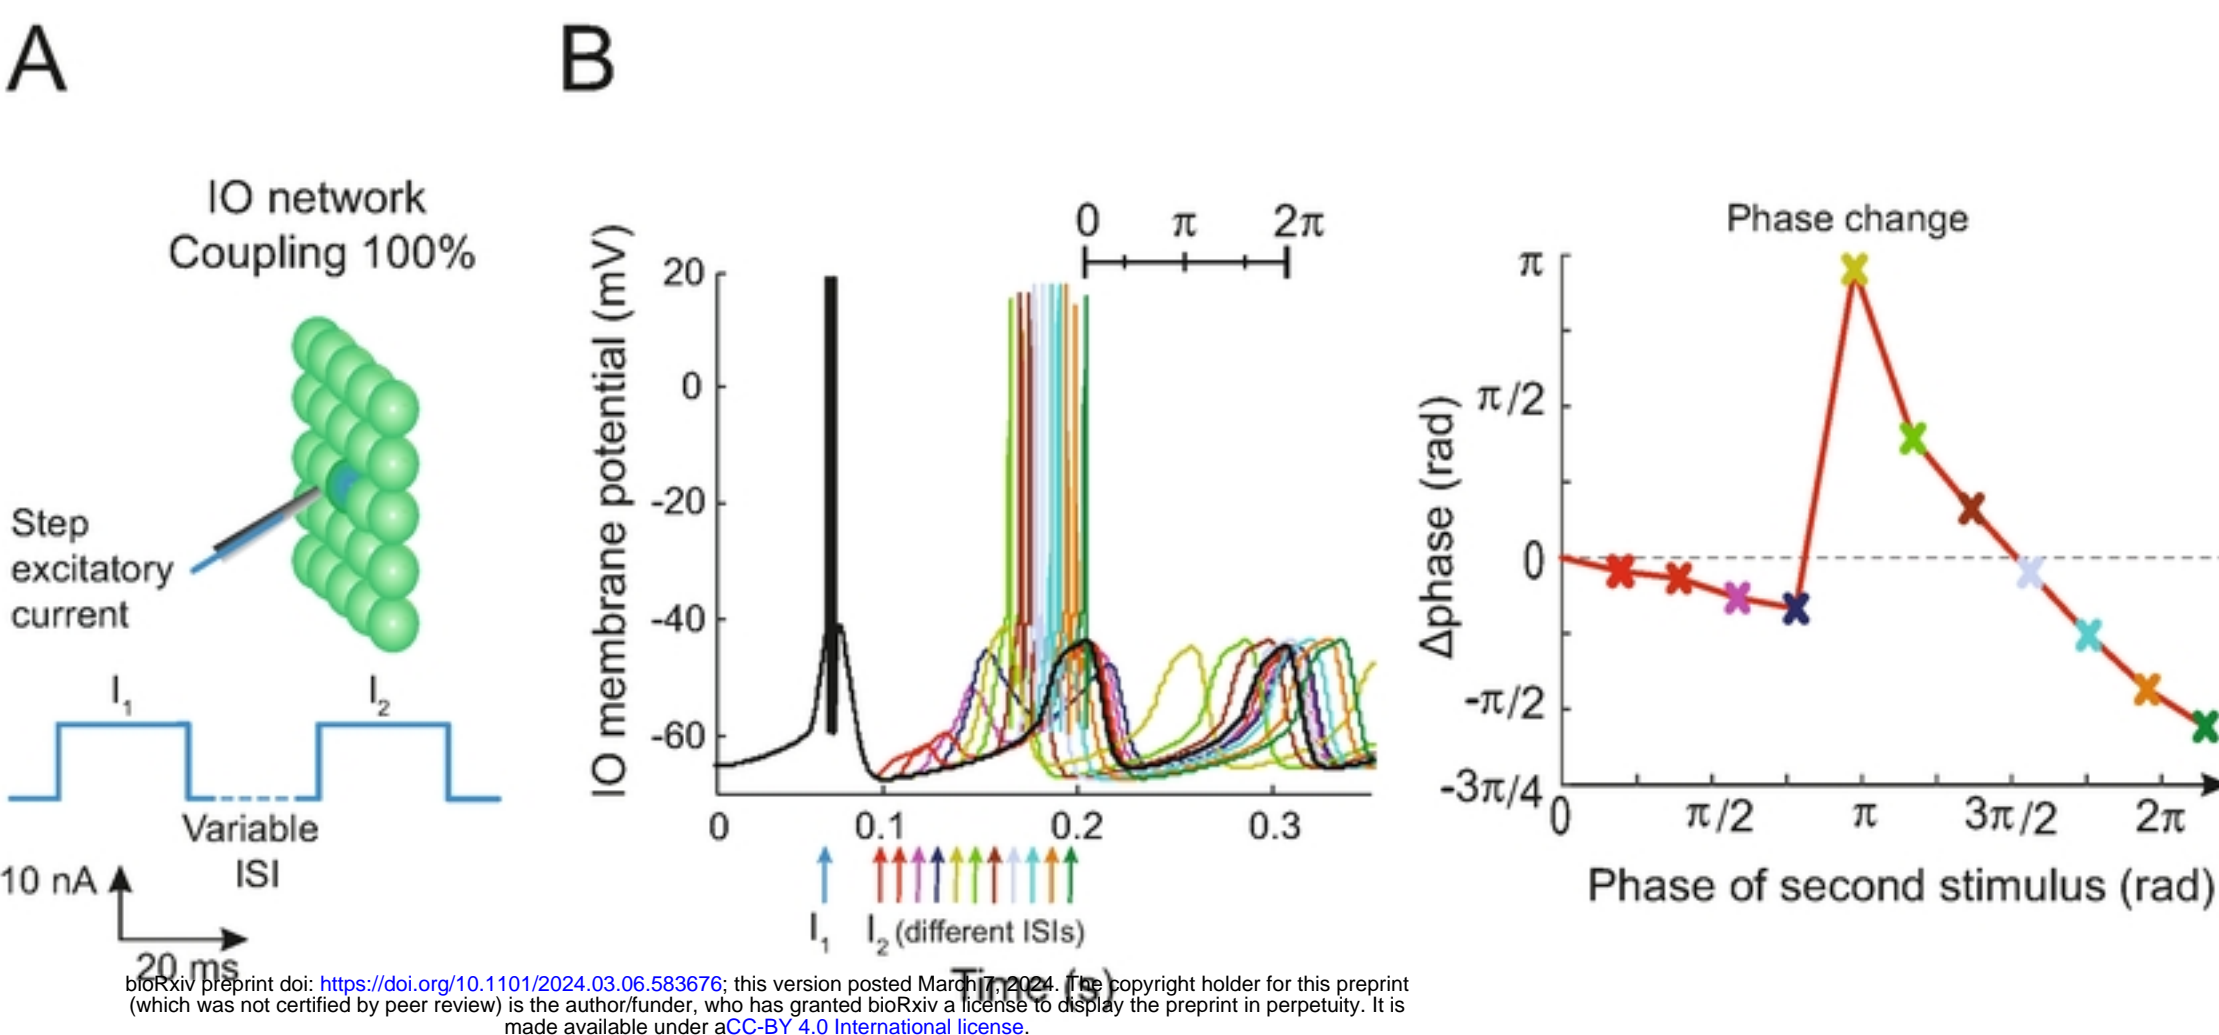 A
B
IO network
Coupling 100%
Step
excitatory
current
I1
I2
Variable
ISI
10 nA
20 ms
0 π 2π
IO membrane potential (mV)
20
0
-20
-40
-60
0 0.1 0.2 0.3
I1
I2 (different ISIs)
Time (s)
Phase change
Δphase (rad)
π
π/2
0
-π/2
-3π/4
0 π/2 π 3π/2 2π
Phase of second stimulus (rad)
bioRxiv preprint doi: https://doi.org/10.1101/2024.03.06.583676; this version posted March 7, 2024. The copyright holder for this preprint
(which was not certified by peer review) is the author/funder, who has granted bioRxiv a license to display the preprint in perpetuity. It is
made available under aCC-BY 4.0 International license.